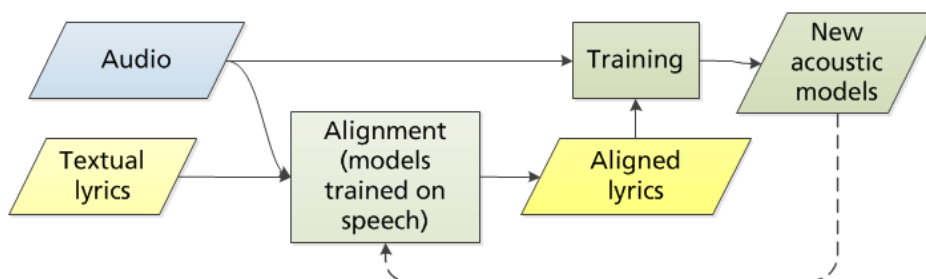 Audio
Training
New
acoustic
models
Textual
lyrics
Alignment
(models
trained on
speech)
Aligned
lyrics